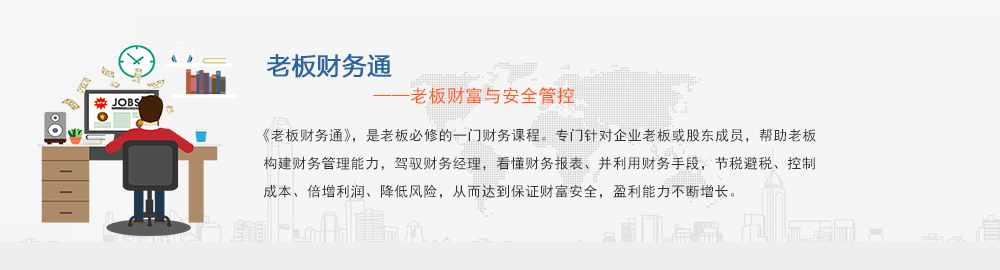 老板财务通
——老板财富与安全管控
《老板财务通》，是老板必修的一门财务课程。专门针对企业老板或股东成员，帮助老板
构建财务管理能力，驾驭财务经理，看懂财务报表、并利用财务手段，节税避税、控制
成本、倍增利润、降低风险，从而达到保证财富安全，盈利能力不断增长。
JOBS